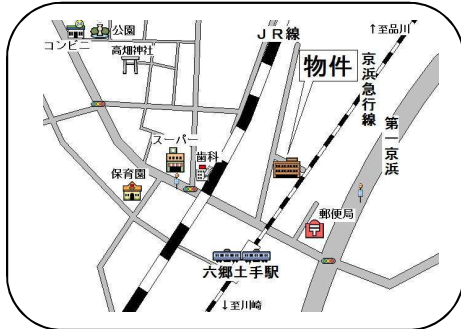 コンビニ
公園
高畑神社
JR線
↑至品川
物件
京浜急行線
第一京浜
スーパー
歯科
保育園
郵便局
六郷土手駅
↓至川崎